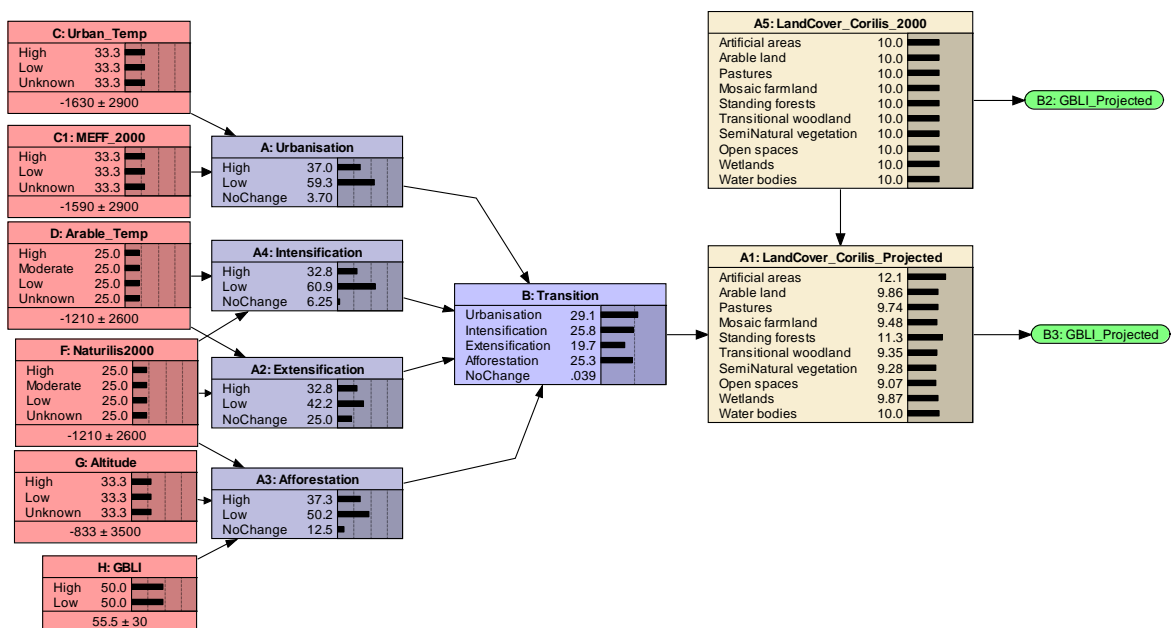 C: Urban_Temp
High 33.3
Low 33.3
Unknown 33.3
-1630 ± 2900
C1: MEFF_2000
High 33.3
Low 33.3
Unknown 33.3
-1590 ± 2900
D: Arable_Temp
High 25.0
Moderate 25.0
Low 25.0
Unknown 25.0
-1210 ± 2600
F: Naturilis2000
High 25.0
Moderate 25.0
Low 25.0
Unknown 25.0
-1210 ± 2600
G: Altitude
High 33.3
Low 33.3
Unknown 33.3
-833 ± 3500
H: GBLI
High 50.0
Low 50.0
55.5 ± 30
A: Urbanisation
High 37.0
Low 59.3
NoChange 3.70
A4: Intensification
High 32.8
Low 60.9
NoChange 6.25
A2: Extensification
High 32.8
Low 42.2
NoChange 25.0
A3: Afforestation
High 37.3
Low 50.2
NoChange 12.5
B: Transition
Urbanisation 29.1
Intensification 25.8
Extensification 19.7
Afforestation 25.3
NoChange .039
A5: LandCover_Corilis_2000
Artificial areas 10.0
Arable land 10.0
Pastures 10.0
Mosaic farmland 10.0
Standing forests 10.0
Transitional woodland 10.0
SemiNatural vegetation 10.0
Open spaces 10.0
Wetlands 10.0
Water bodies 10.0
A1: LandCover_Corilis_Projected
Artificial areas 12.1
Arable land 9.86
Pastures 9.74
Mosaic farmland 9.48
Standing forests 11.3
Transitional woodland 9.35
SemiNatural vegetation 9.28
Open spaces 9.07
Wetlands 9.87
Water bodies 10.0
B2: GBLI_Projected
B3: GBLI_Projected